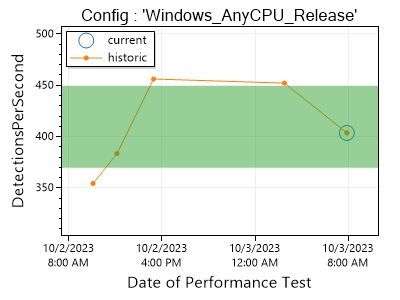 Config : 'Windows_AnyCPU_Release'
current
historic
DetectionsPerSecond
500
450
400
350
10/2/2023 10/2/2023 10/3/2023 10/3/2023
8:00 AM 4:00 PM 12:00 AM 8:00 AM
Date of Performance Test